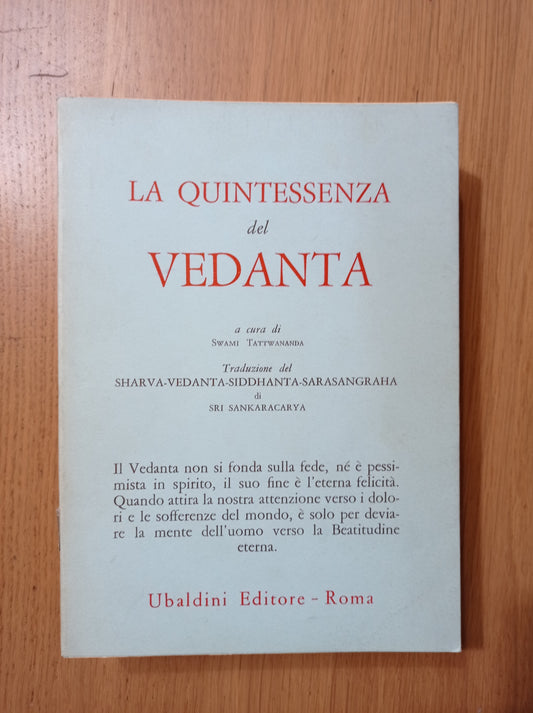 LA QUINTESSENZA
del
VEDANTA
a cura di
SWAMI TATTWANANDA
Traduzione del
SHARVA-VEDANTA-SIDDHANTA-SARASANGRAHA
di
SRI SANKARACARYA
Il Vedanta non si fonda sulla fede, né è pessi-
mista in spirito, il suo fine è l'eterna felicità.
Quando attira la nostra attenzione verso i dolo-
ri e le sofferenze del mondo, è solo per devia-
re la mente dell'uomo verso la Beatitudine
eterna.
Ubaldini Editore - Roma